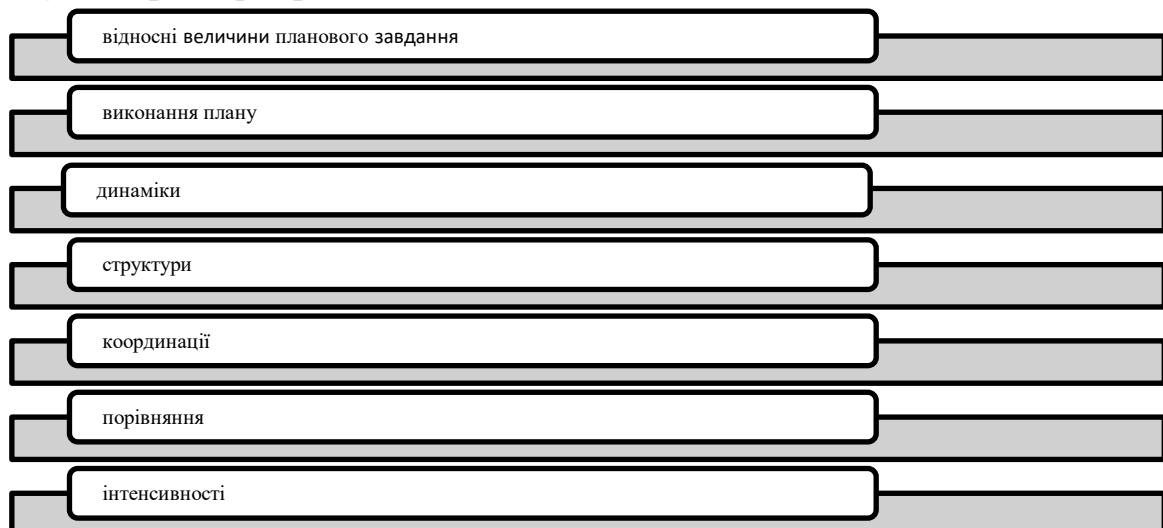 відносні величини планового завдання
виконання плану
динаміки
структури
координації
порівняння
інтенсивності